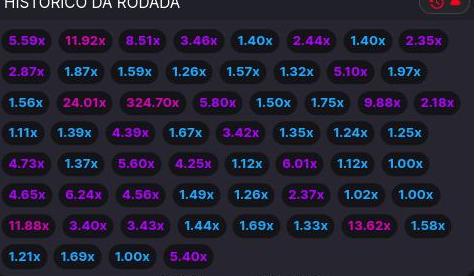 HISTÓRICO DA RODADA
5.59x 11.92x 8.51x 3.46x 1.40x 2.44x 1.40x 2.35x
2.87x 1.87x 1.59x 1.26x 1.57x 1.32x 5.10x 1.97x
1.56x 24.01x 324.70x 5.80x 1.50x 1.75x 9.88x 2.18x
1.11x 1.39x 4.39x 1.67x 3.42x 1.35x 1.24x 1.25x
4.73x 1.37x 5.60x 4.25x 1.12x 6.01x 1.12x 1.00x
4.65x 6.24x 4.56x 1.49x 1.26x 2.37x 1.02x 1.00x
11.88x 3.40x 3.43x 1.44x 1.69x 1.33x 13.62x 1.58x
1.21x 1.69x 1.00x 5.40x